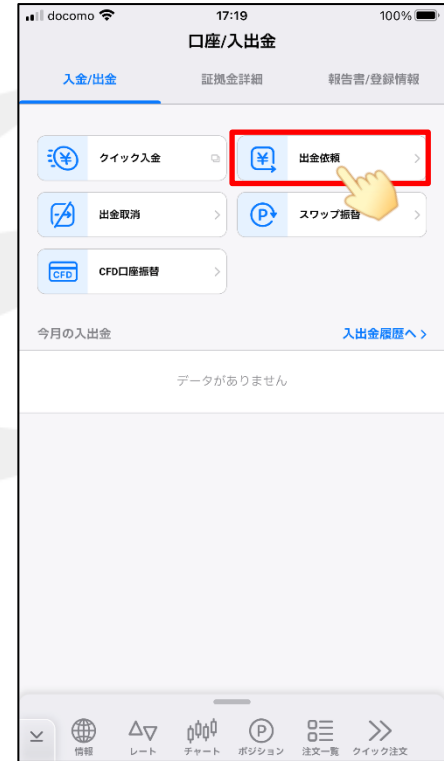 docomo 17:19 100%
口座/入出金
入金/出金 証拠金詳細 報告書/登録情報
クイック入金 出金依頼
出金取消 スワップ振替
CFD CFD口座振替
今月の入出金 入出金履歴へ
データがありません
情報 レート チャート ポジション 注文一覧 クイック注文